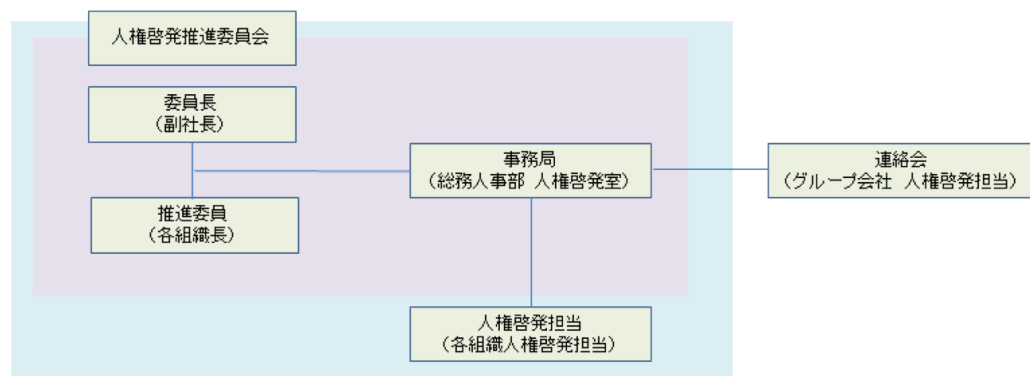 人権啓発推進委員会
委員長
(副社長)
推進委員
(各組織長)
事務局
(総務人事部 人権啓発室)
連絡会
(グループ会社 人権啓発担当)
人権啓発担当
(各組織人権啓発担当)